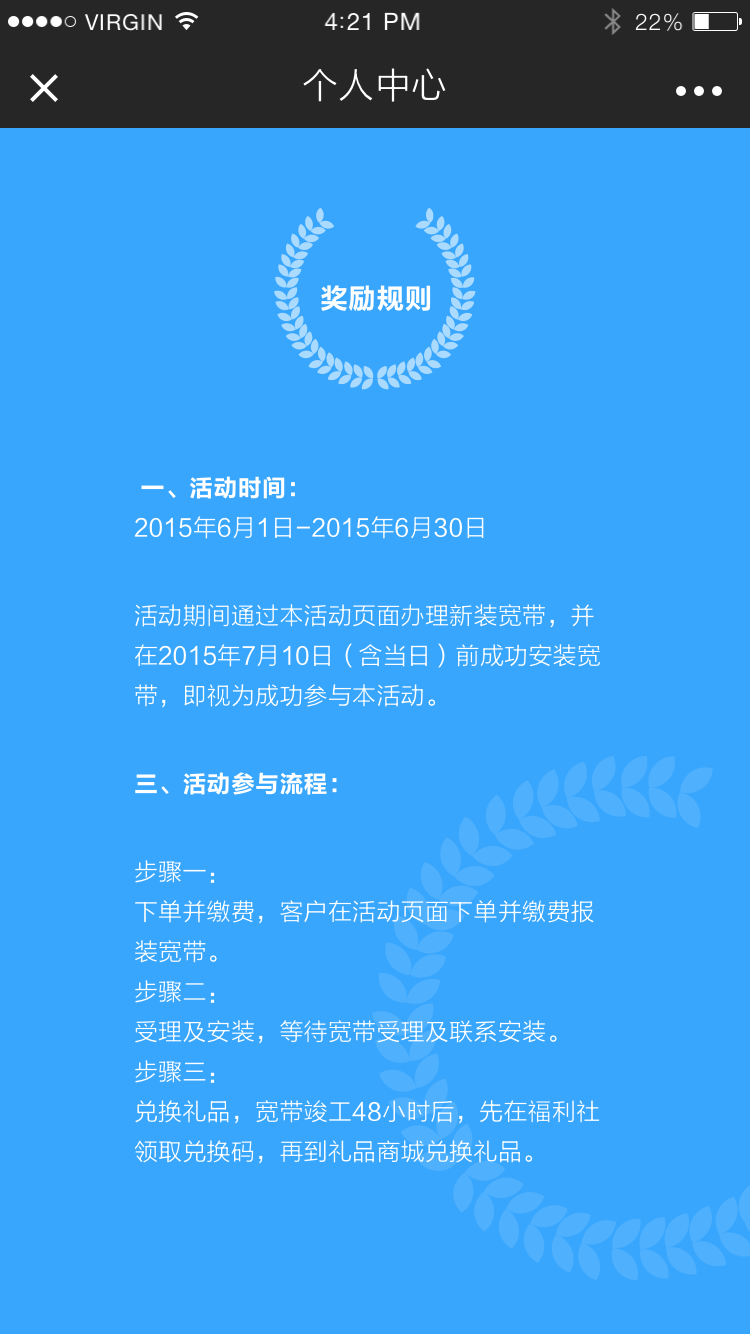 VIRGIN 4:21 PM 22%
个人中心
奖励规则
一、活动时间：
2015年6月1日-2015年6月30日
活动期间通过本活动页面办理新装宽带，并
在2015年7月10日（含当日）前成功安装宽
带，即视为成功参与本活动。
三、活动参与流程：
步骤一：
下单并缴费，客户在活动页面下单并缴费报
装宽带。
步骤二：
受理及安装，等待宽带受理及联系安装。
步骤三：
兑换礼品，宽带竣工48小时后，先在福利社
领取兑换码，再到礼品商城兑换礼品。